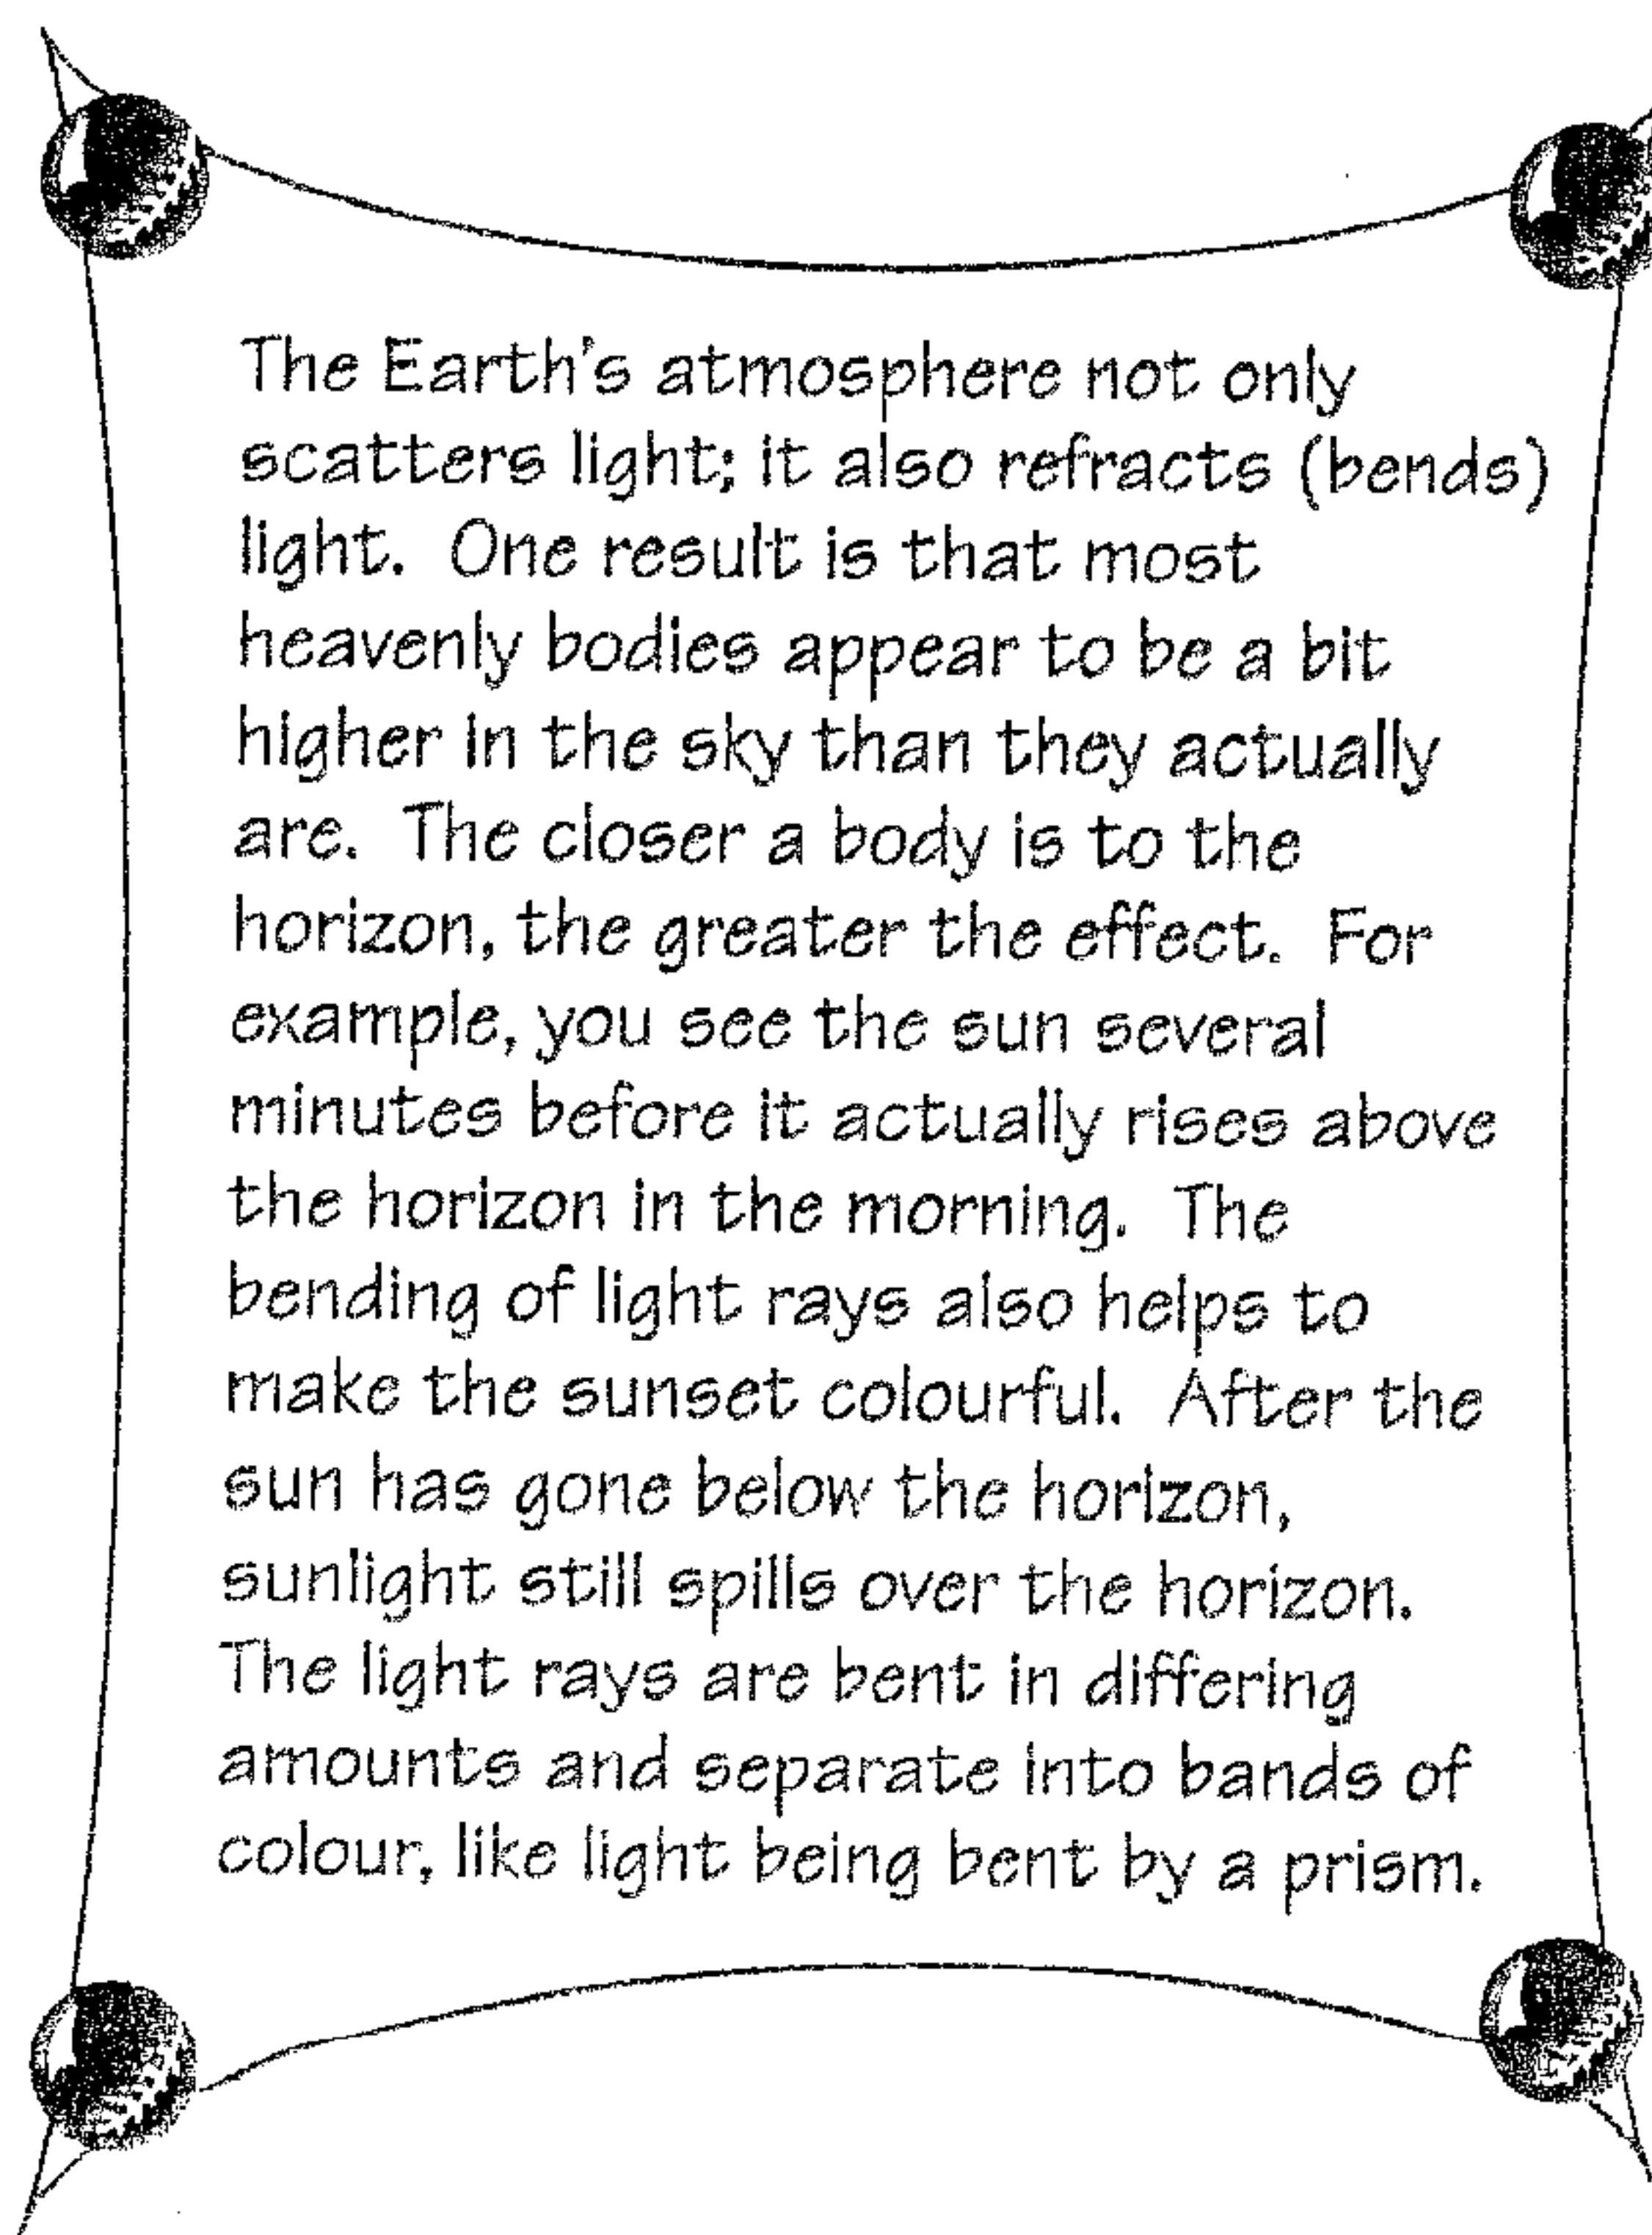 The Earth's atmosphere not only
scatters light; it also refracts (bends)
light. One result is that most
heavenly bodies appear to be a bit
higher in the sky than they actually
are. The closer a body is to the
horizon, the greater the effect. For
example, you see the sun several
minutes before it actually rises above
the horizon in the morning. The
bending of light rays also helps to
make the sunset colourful. After the
sun has gone below the horizon,
sunlight still spills over the horizon.
The light rays are bent in differing
amounts and separate into bands of
colour, like light being bent by a prism.